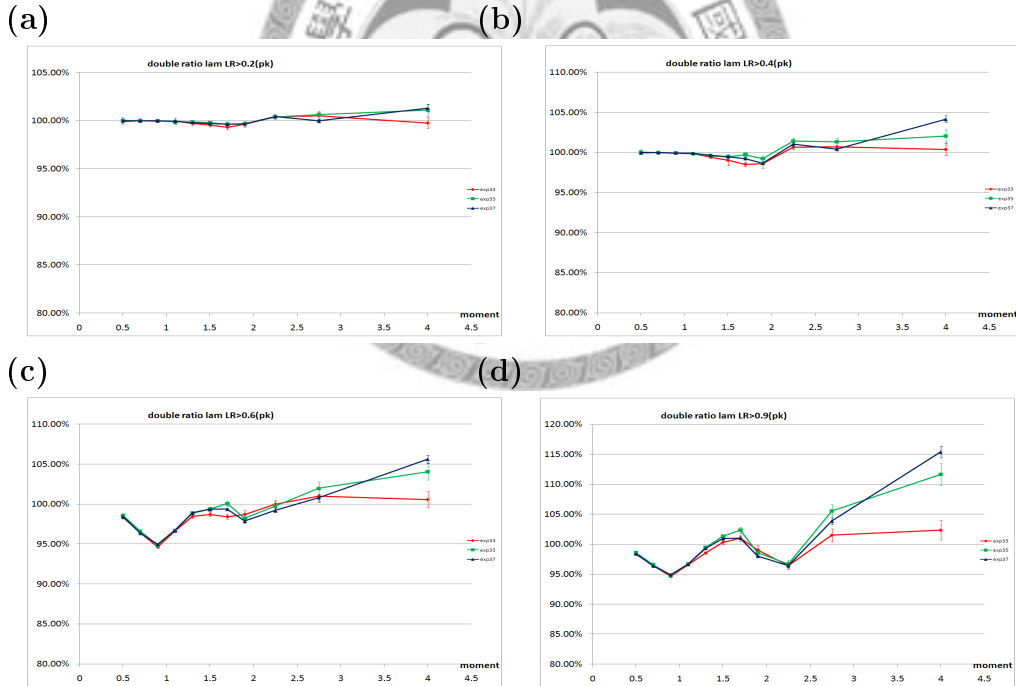 (a)
(b)
double ratio lam LR>0.2(pk)
105.00%
100.00%
95.00%
90.00%
85.00%
80.00%
exp33
exp35
exp37
moment
0 0.5 1 1.5 2 2.5 3 3.5 4 4.5
double ratio lam LR>0.4(pk)
110.00%
105.00%
100.00%
95.00%
90.00%
85.00%
80.00%
exp33
exp35
exp37
moment
0 0.5 1 1.5 2 2.5 3 3.5 4 4.5
(c)
(d)
double ratio lam LR>0.6(pk)
110.00%
105.00%
100.00%
95.00%
90.00%
85.00%
80.00%
exp33
exp35
exp37
moment
0 0.5 1 1.5 2 2.5 3 3.5 4 4.5
double ratio lam LR>0.9(pk)
120.00%
115.00%
110.00%
105.00%
100.00%
95.00%
90.00%
85.00%
80.00%
exp33
exp35
exp37
moment
0 0.5 1 1.5 2 2.5 3 3.5 4 4.5